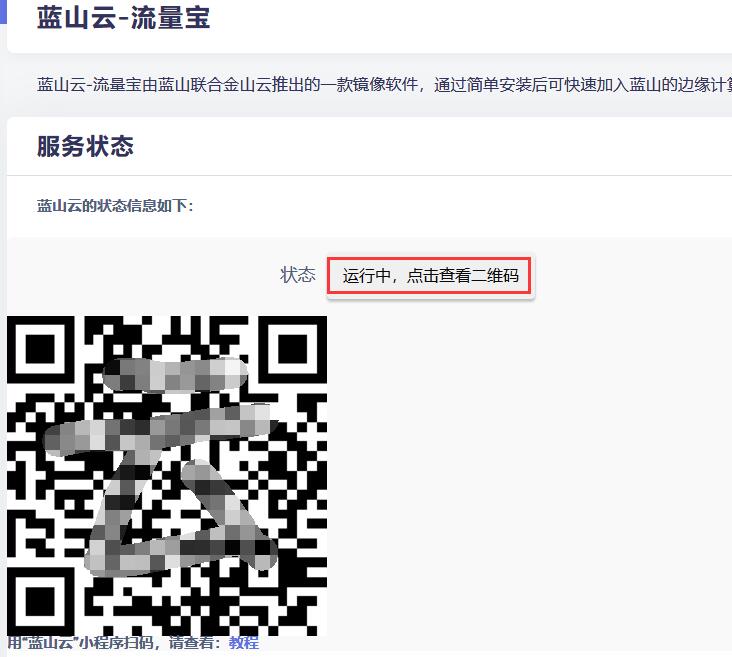 蓝山云-流量宝
蓝山云-流量宝由蓝山联合金山云推出的一款镜像软件，通过简单安装后可快速加入蓝山的边缘计
服务状态
蓝山云的状态信息如下：
状态 运行中，点击查看二维码
云
用“蓝山云”小程序扫码，请查看：教程